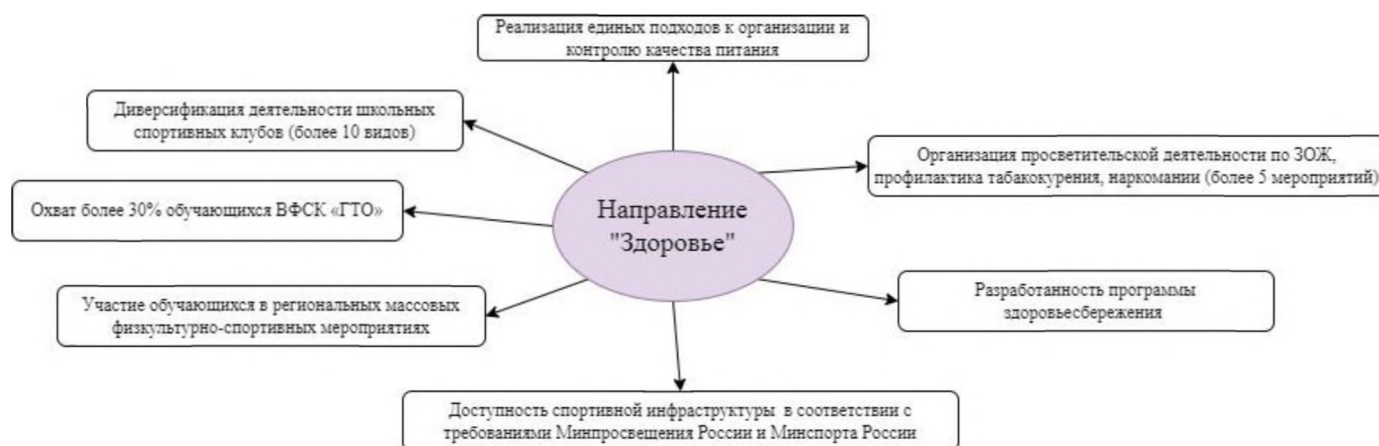 Реализация единых подходов к организации и
контролю качества питания
Диверсификация деятельности школьных
спортивных клубов (более 10 видов)
Организация просветительской деятельности по ЗОЖ,
профилактика табакокурения, наркомании (более 5 мероприятий)
Охват более 30% обучающихся ВФСК «ГТО»
Направление
"Здоровье"
Участие обучающихся в региональных массовых
физкультурно-спортивных мероприятиях
Разработанность программы
здоровьесбережения
Доступность спортивной инфраструктуры в соответствии с
требованиями Минпросвещения России и Минспорта России